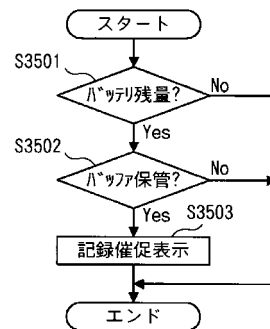 スタート
S3501
バッテリ残量?
No
Yes
S3502
バッファ保管?
No
Yes
S3503
記録催促表示
エンド